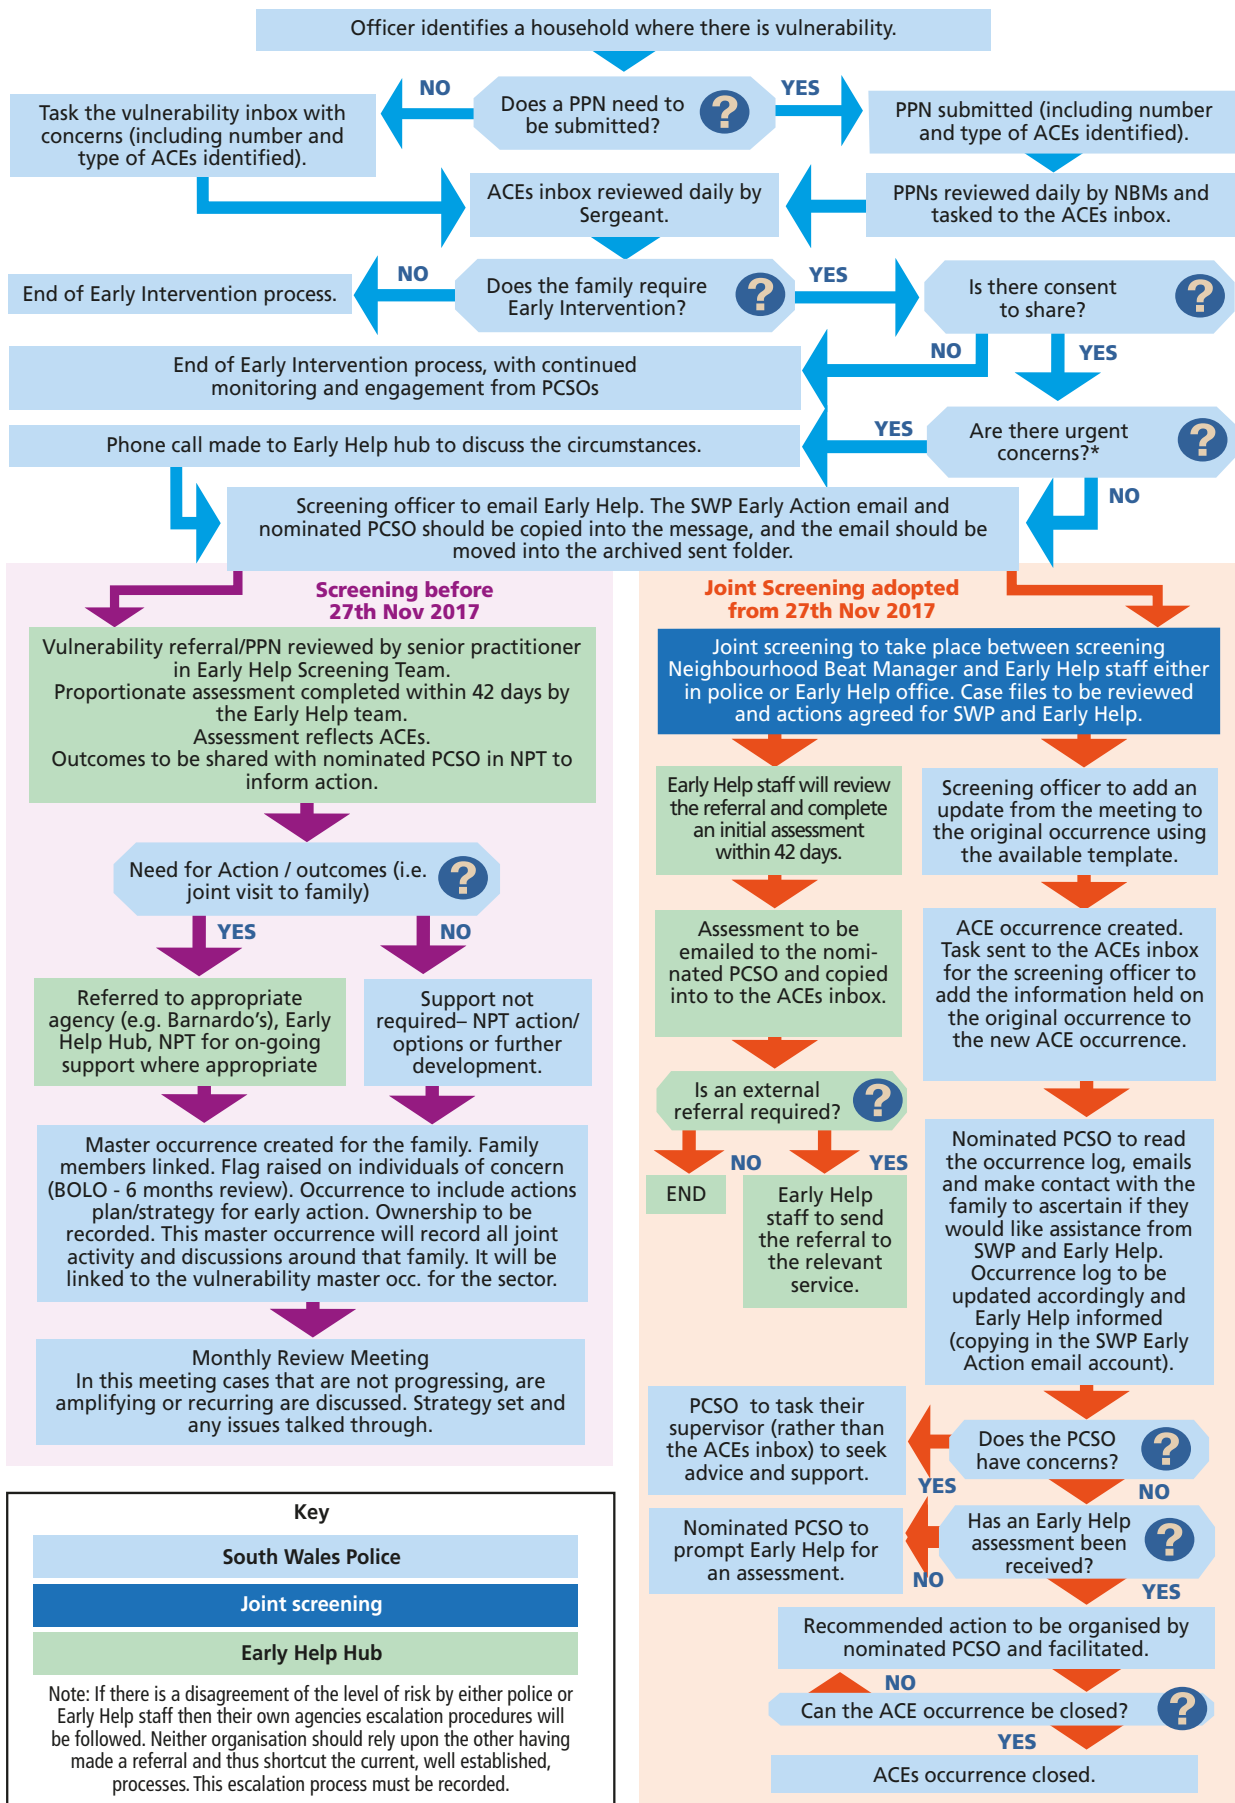 Officer identifies a household where there is vulnerability.
NO
Does a PPN need to
be submitted?
?
YES
Task the vulnerability inbox with
concerns (including number and
type of ACEs identified).
PPN submitted (including number
and type of ACEs identified).
ACEs inbox reviewed daily by
Sergeant.
PPNs reviewed daily by NBMs and
tasked to the ACEs inbox.
End of Early Intervention process.
NO
Does the family require
Early Intervention?
?
YES
Is there consent
to share?
?
NO
YES
End of Early Intervention process, with continued
monitoring and engagement from PCSOs
Phone call made to Early Help hub to discuss the circumstances.
YES
Are there urgent
concerns?*
?
NO
Screening officer to email Early Help. The SWP Early Action email and
nominated PCSO should be copied into the message, and the email should be
moved into the archived sent folder.
Screening before
27th Nov 2017
Vulnerability referral/PPN reviewed by senior practitioner
in Early Help Screening Team.
Proportionate assessment completed within 42 days by
the Early Help team.
Assessment reflects ACEs.
Outcomes to be shared with nominated PCSO in NPT to
inform action.
Need for Action / outcomes (i.e.
joint visit to family)
?
YES
NO
Referred to appropriate
agency (e.g. Barnardo's), Early
Help Hub, NPT for on-going
support where appropriate
Support not
required– NPT action/
options or further
development.
Master occurrence created for the family. Family
members linked. Flag raised on individuals of concern
(BOLO - 6 months review). Occurrence to include actions
plan/strategy for early action. Ownership to be
recorded. This master occurrence will record all joint
activity and discussions around that family. It will be
linked to the vulnerability master occ. for the sector.
Monthly Review Meeting
In this meeting cases that are not progressing, are
amplifying or recurring are discussed. Strategy set and
any issues talked through.
Joint Screening adopted
from 27th Nov 2017
Joint screening to take place between screening
Neighbourhood Beat Manager and Early Help staff either
in police or Early Help office. Case files to be reviewed
and actions agreed for SWP and Early Help.
Early Help staff will review
the referral and complete
an initial assessment
within 42 days.
Assessment to be
emailed to the nomi-
nated PCSO and copied
into to the ACEs inbox.
Is an external
referral required?
?
NO
YES
END
Early Help
staff to send
the referral to
the relevant
service.
Screening officer to add an
update from the meeting to
the original occurrence using
the available template.
ACE occurrence created.
Task sent to the ACEs inbox
for the screening officer to
add the information held on
the original occurrence to
the new ACE occurrence.
Nominated PCSO to read
the occurrence log, emails
and make contact with the
family to ascertain if they
would like assistance from
SWP and Early Help.
Occurrence log to be
updated accordingly and
Early Help informed
(copying in the SWP Early
Action email account).
PCSO to task their
supervisor (rather than
the ACEs inbox) to seek
advice and support.
Does the PCSO
have concerns?
?
YES
NO
Nominated PCSO to
prompt Early Help for
an assessment.
Has an Early Help
assessment been
received?
?
NO
YES
Recommended action to be organised by
nominated PCSO and facilitated.
NO
Can the ACE occurrence be closed?
?
YES
ACEs occurrence closed.
Key
South Wales Police
Joint screening
Early Help Hub
Note: If there is a disagreement of the level of risk by either police or
Early Help staff then their own agencies escalation procedures will
be followed. Neither organisation should rely upon the other having
made a referral and thus shortcut the current, well established,
processes. This escalation process must be recorded.